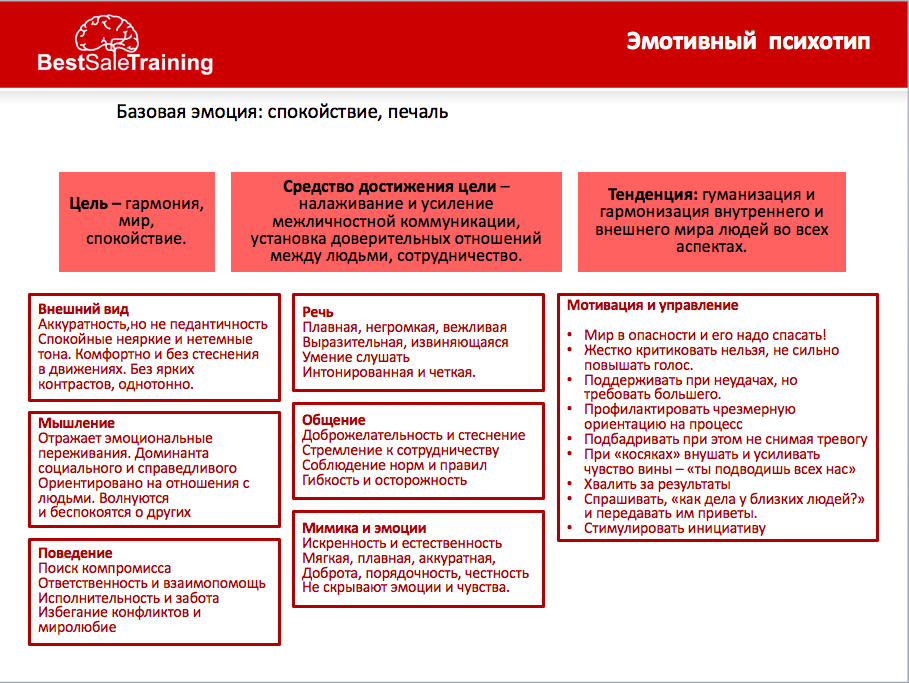 BestSaleTraining
Эмотивный психотип
Базовая эмоция: спокойствие, печаль
Цель – гармония,
мир,
спокойствие.
Средство достижения цели –
налаживание и усиление
межличностной коммуникации,
установка доверительных отношений
между людьми, сотрудничество.
Тенденция: гуманизация и
гармонизация внутреннего и
внешнего мира людей во всех
аспектах.
Внешний вид
Аккуратность,но не педантичность
Спокойные неяркие и нетемные
тона. Комфортно и без стеснения
в движениях. Без ярких
контрастов, однотонно.
Мышление
Отражает эмоциональные
переживания. Доминанта
социального и справедливого
Ориентировано на отношения с
людьми. Волнуются
и беспокоятся о других
Поведение
Поиск компромисса
Ответственность и взаимопомощь
Исполнительность и забота
Избегание конфликтов и
миролюбие
Речь
Плавная, негромкая, вежливая
Выразительная, извиняющаяся
Умение слушать
Интонированная и четкая.
Общение
Доброжелательность и стеснение
Стремление к сотрудничеству
Соблюдение норм и правил
Гибкость и осторожность
Мимика и эмоции
Искренность и естественность
Мягкая, плавная, аккуратная,
Доброта, порядочность, честность
Не скрывают эмоции и чувства.
Мотивация и управление
• Мир в опасности и его надо спасать!
• Жестко критиковать нельзя, не сильно
повышать голос.
• Поддерживать при неудачах, но
требовать большего.
• Профилактировать чрезмерную
ориентацию на процесс
• Подбадривать при этом не снимая тревогу
• При «косяках» внушать и усиливать
чувство вины – «ты подводишь всех нас»
• Хвалить за результаты
• Спрашивать, «как дела у близких людей?»
и передавать им приветы.
• Стимулировать инициативу